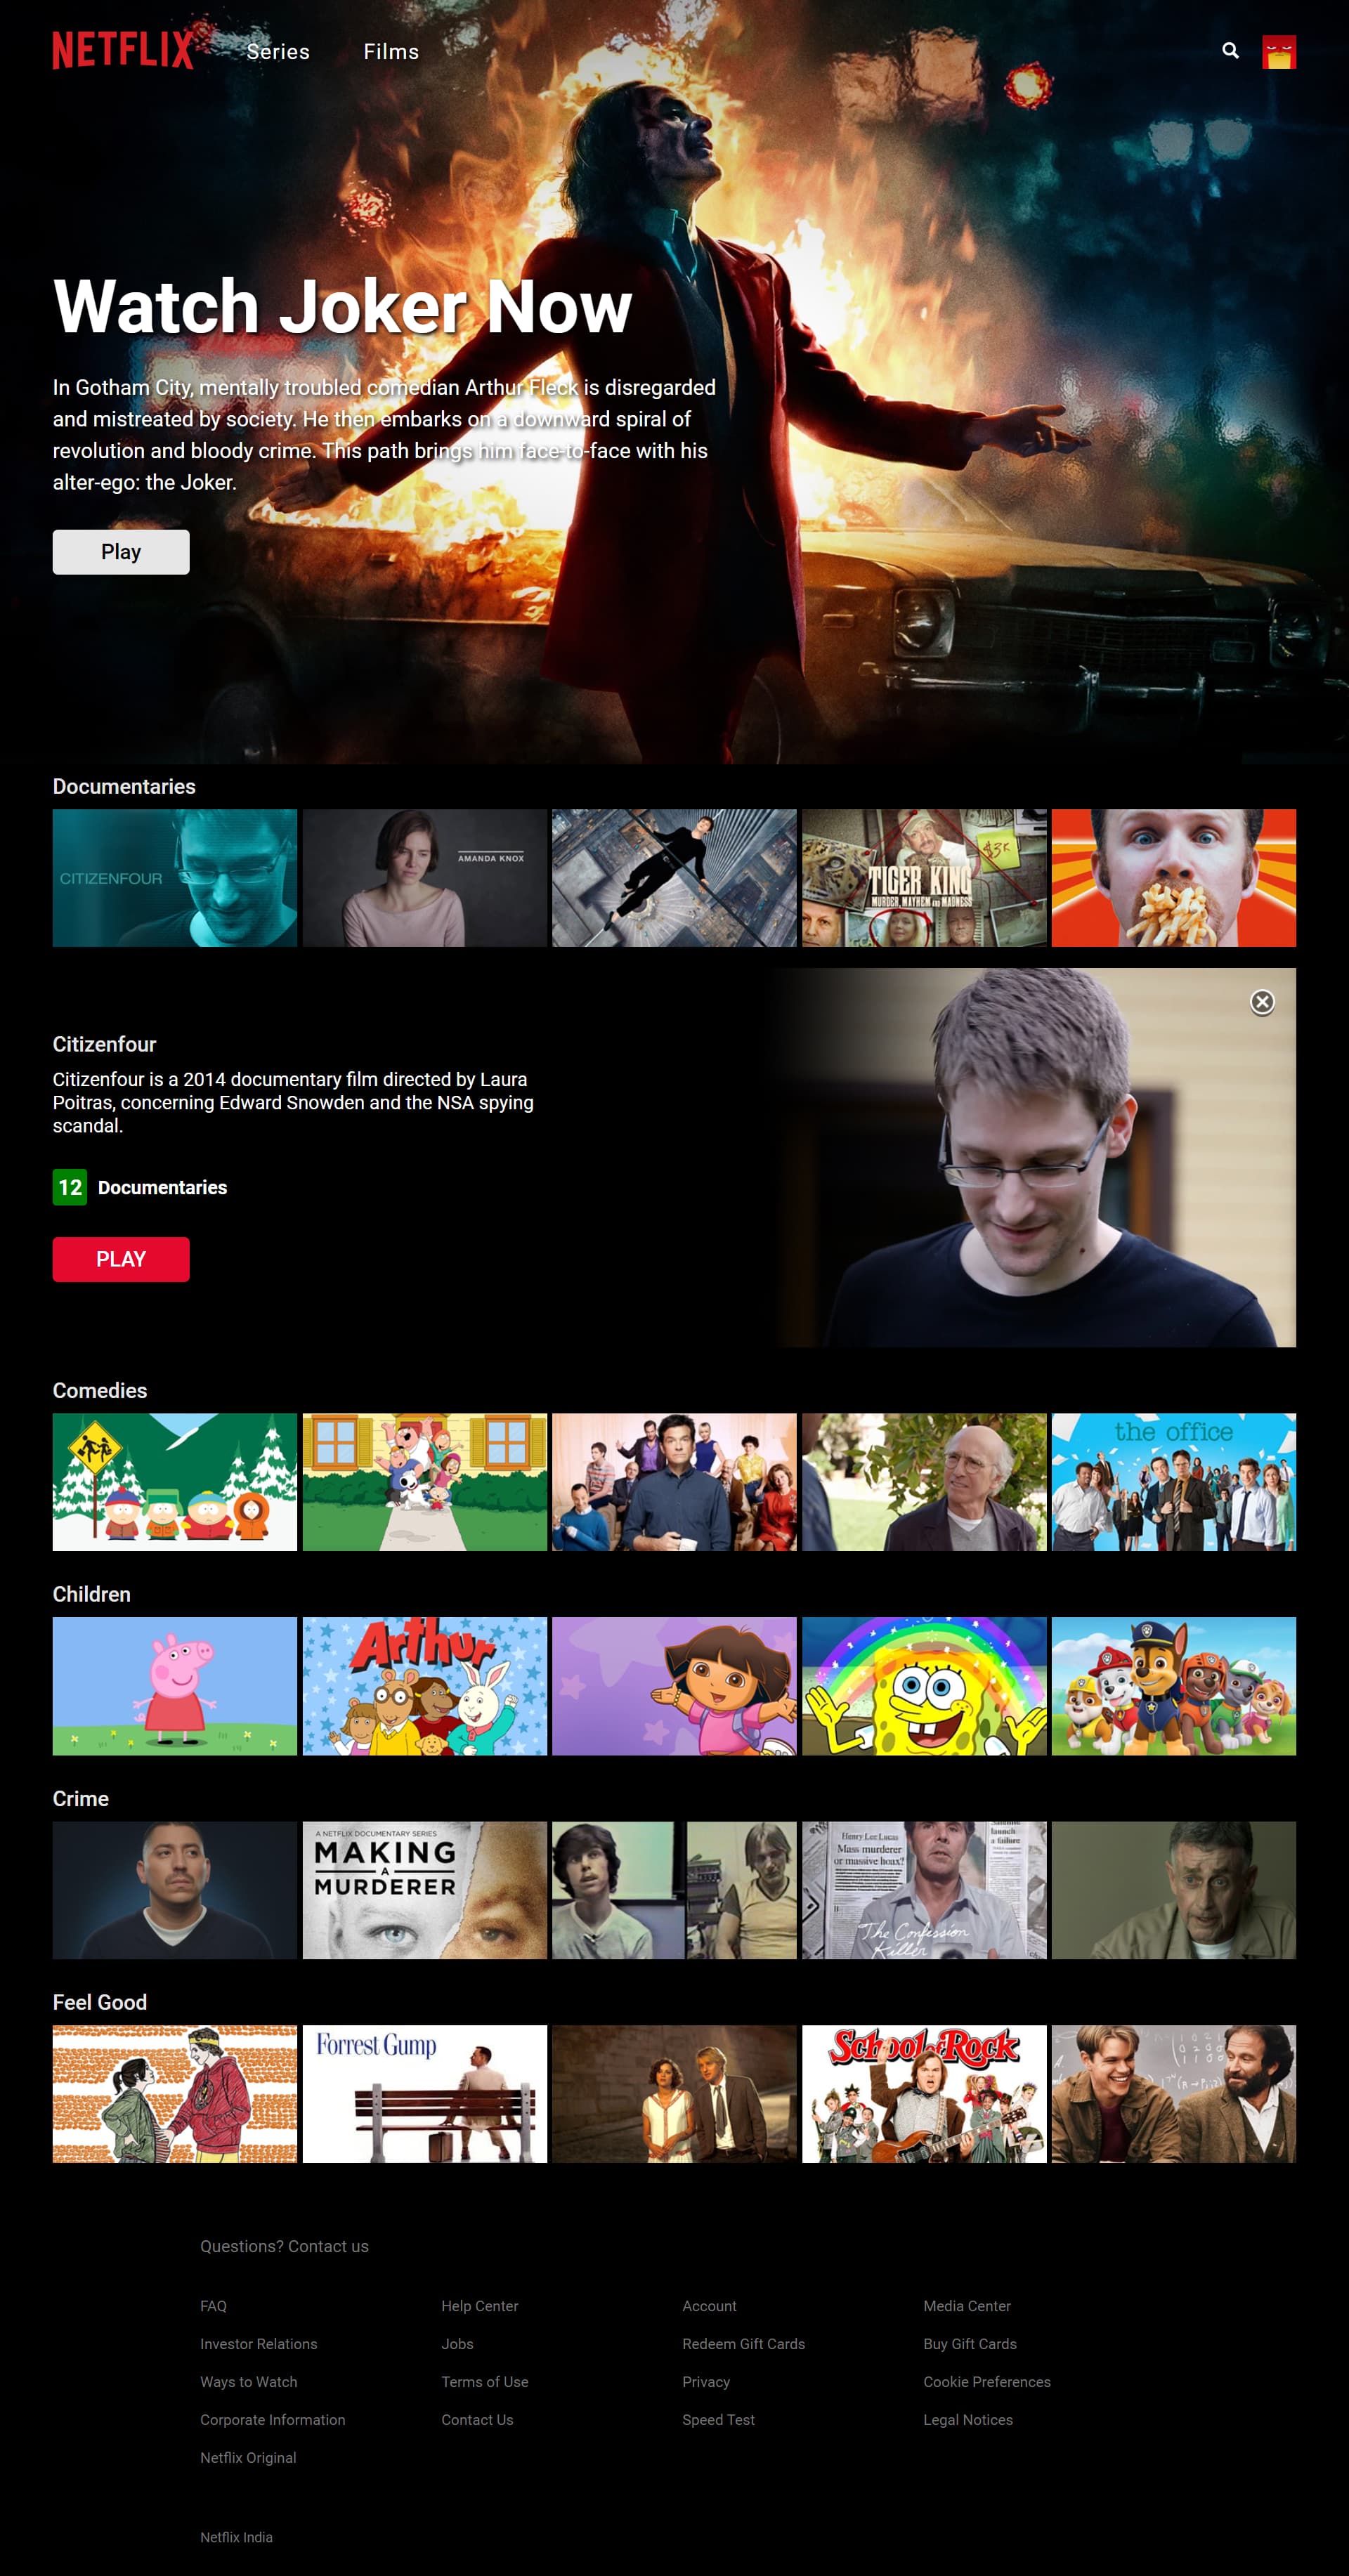 NETFLIX Series Films
Watch Joker Now
In Gotham City, mentally troubled comedian Arthur Fleck is disregarded
and mistreated by society. He then embarks on a downward spiral of
revolution and bloody crime. This path brings him face-to-face with his
alter-ego: the Joker.
Play
Documentaries
CITIZENFOUR
AMANDA KNOX
$3K
TIGER KING
MURDER, MAYHEM AND MADNESS
Citizenfour
Citizenfour is a 2014 documentary film directed by Laura
Poitras, concerning Edward Snowden and the NSA spying
scandal.
12 Documentaries
PLAY
Comedies
the office
Children
Arthur
Crime
A NETFLIX DOCUMENTARY SERIES
MAKING
A
MURDERER
Henry Lee Lucas
Mass murderer
or massive hoax?
launch
a failure
The Confession
Killer
Feel Good
Forrest Gump
School of Rock
Questions? Contact us
FAQ Help Center Account Media Center
Investor Relations Jobs Redeem Gift Cards Buy Gift Cards
Ways to Watch Terms of Use Privacy Cookie Preferences
Corporate Information Contact Us Speed Test Legal Notices
Netflix Original
Netflix India